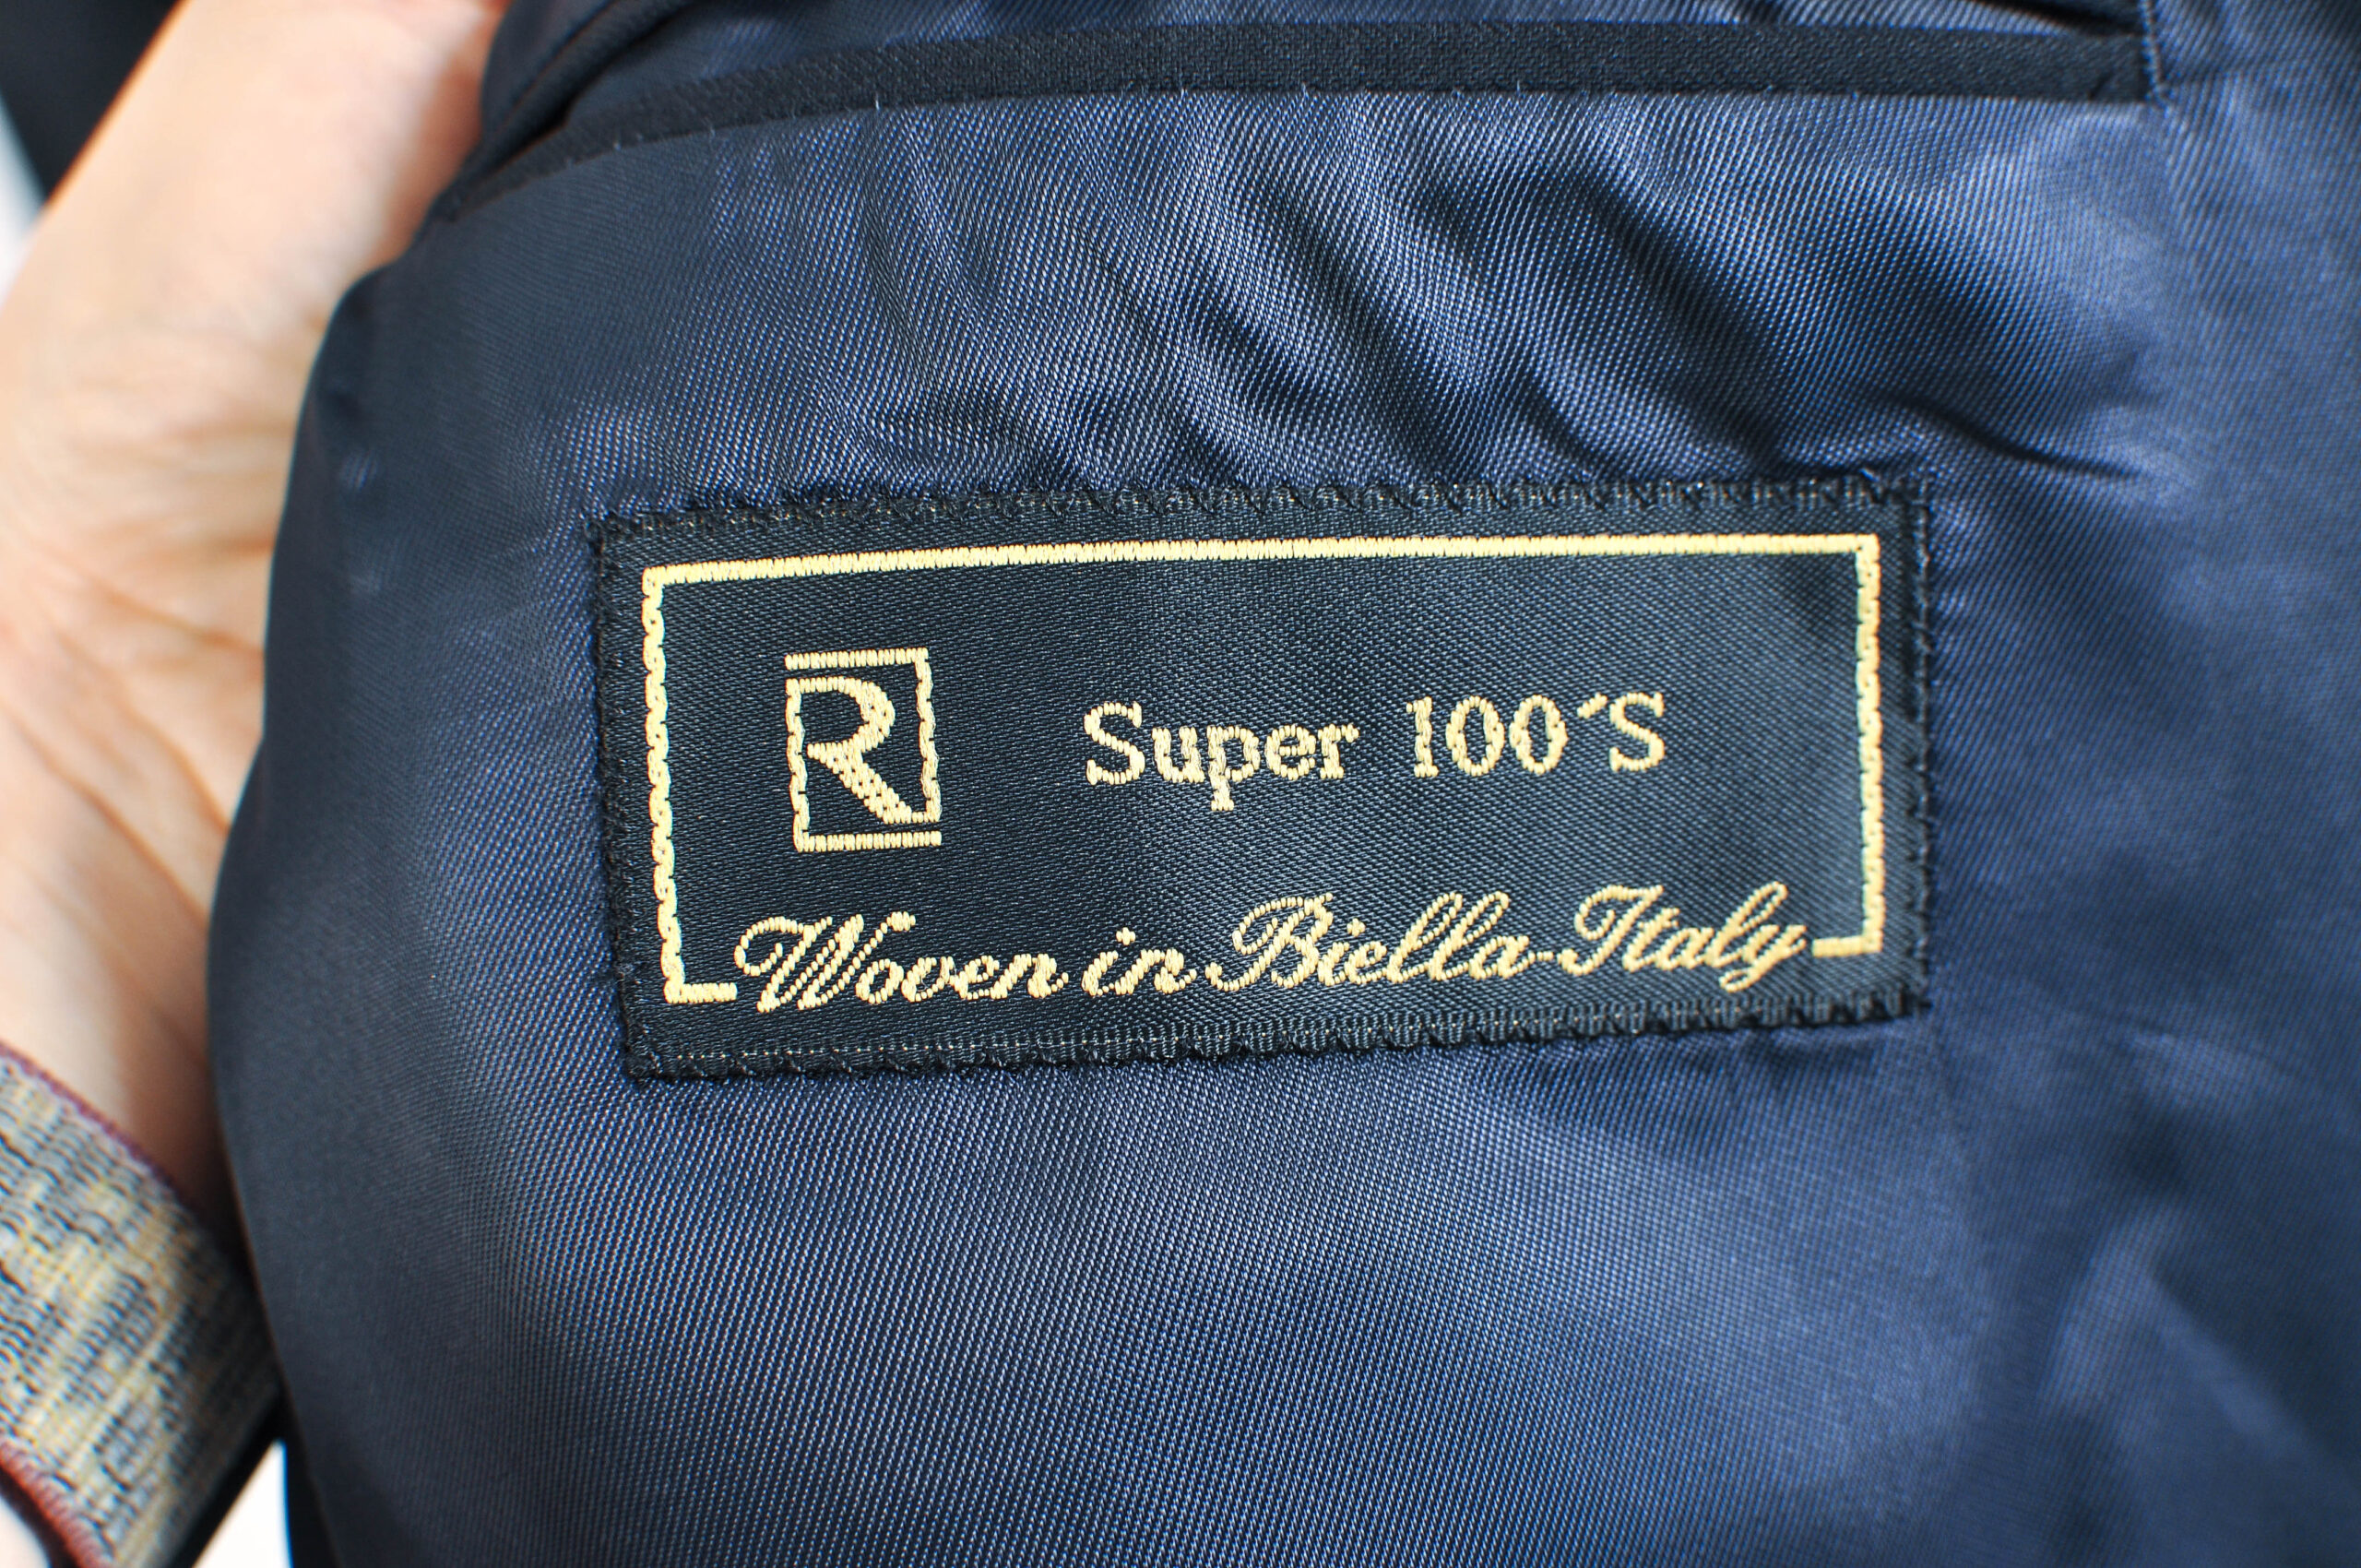 R
Super 100´S
Woven in Biella-Italy